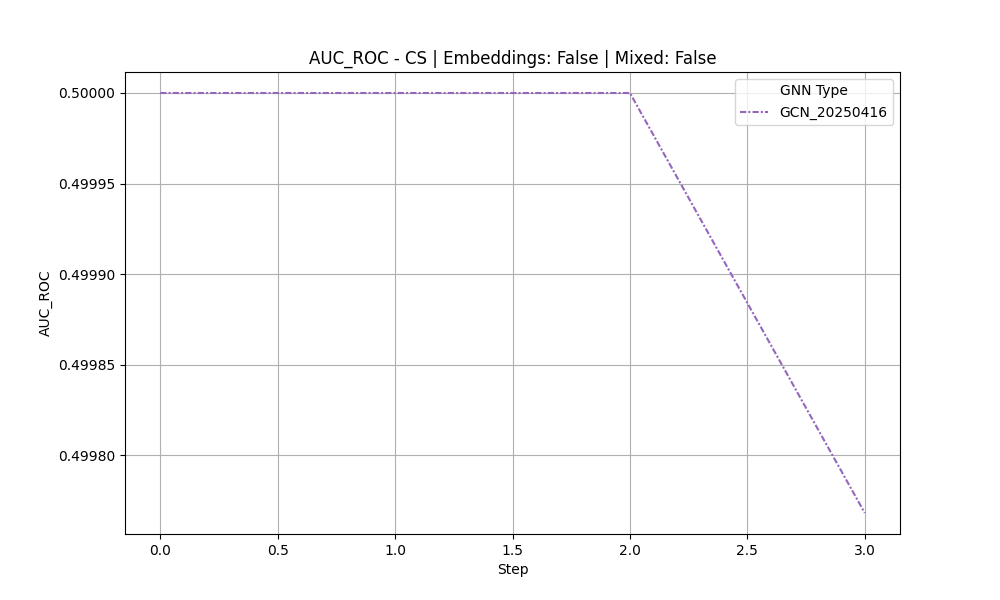 AUC_ROC - CS | Embeddings: False | Mixed: False
0.50000
0.49995
0.49990
0.49985
0.49980
AUC_ROC
GNN Type
GCN_20250416
0.0 0.5 1.0 1.5 2.0 2.5 3.0
Step